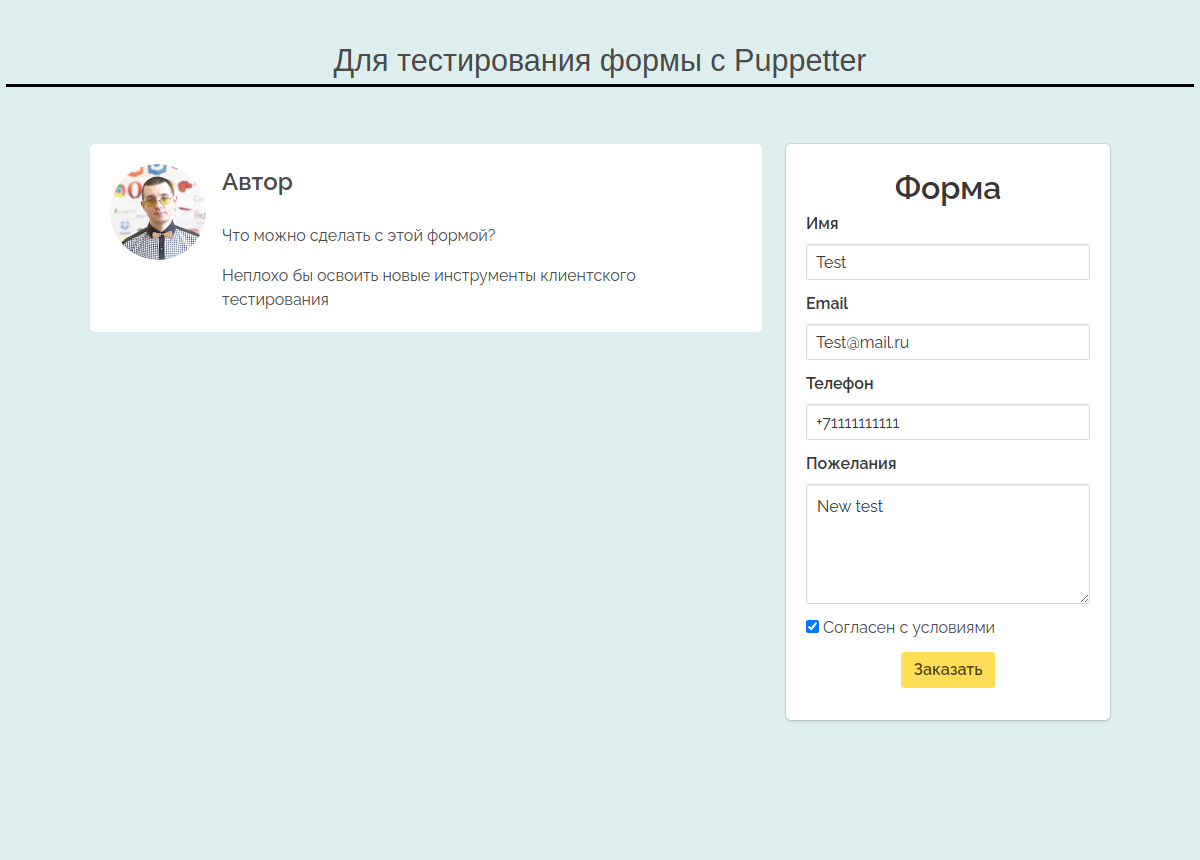 Для тестирования формы с Puppetter
Автор
Что можно сделать с этой формой?
Неплохо бы освоить новые инструменты клиентского
тестирования
Форма
Имя
Test
Email
Test@mail.ru
Телефон
+71111111111
Пожелания
New test
Согласен с условиями
Заказать